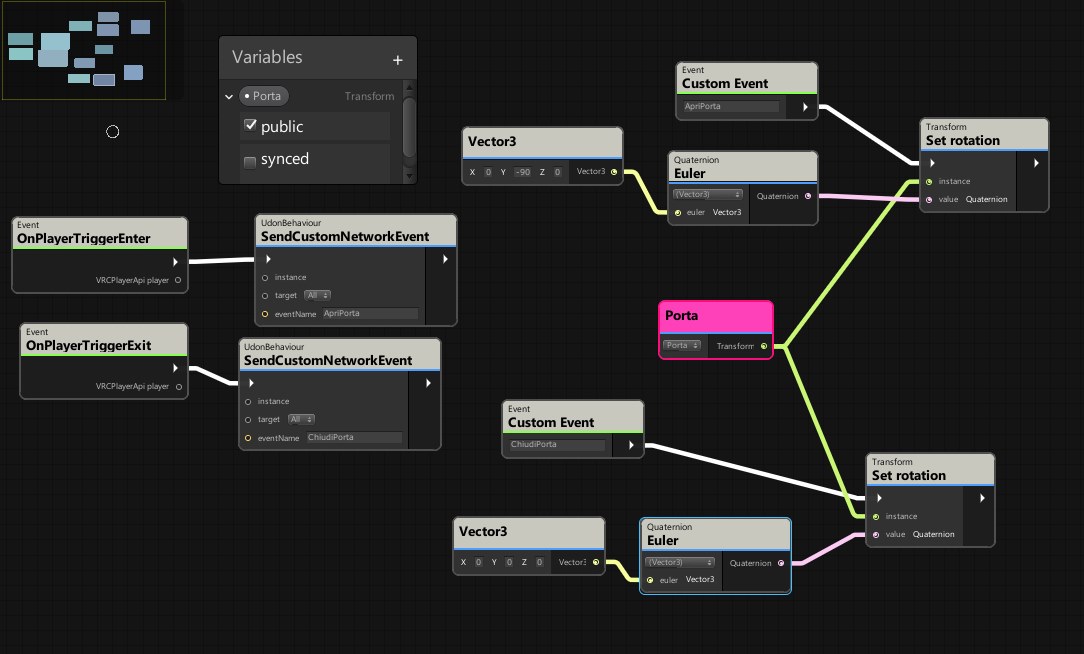 Variables
+
Porta Transform
public
synced
Event
Custom Event
ApriPorta
Vector3
X 0 Y -90 Z 0 Vector3
Quaternion
Euler
(Vector3) Quaternion
euler Vector3
Transform
Set rotation
instance
value Quaternion
Event
OnPlayerTriggerEnter
VRCPlayerApi player
UdonBehaviour
SendCustomNetworkEvent
instance
target All
eventName ApriPorta
Event
OnPlayerTriggerExit
VRCPlayerApi player
UdonBehaviour
SendCustomNetworkEvent
instance
target All
eventName ChiudiPorta
Porta
Porta Transform
Event
Custom Event
ChiudiPorta
Transform
Set rotation
instance
value Quaternion
Vector3
X 0 Y 0 Z 0 Vector3
Quaternion
Euler
(Vector3) Quaternion
euler Vector3